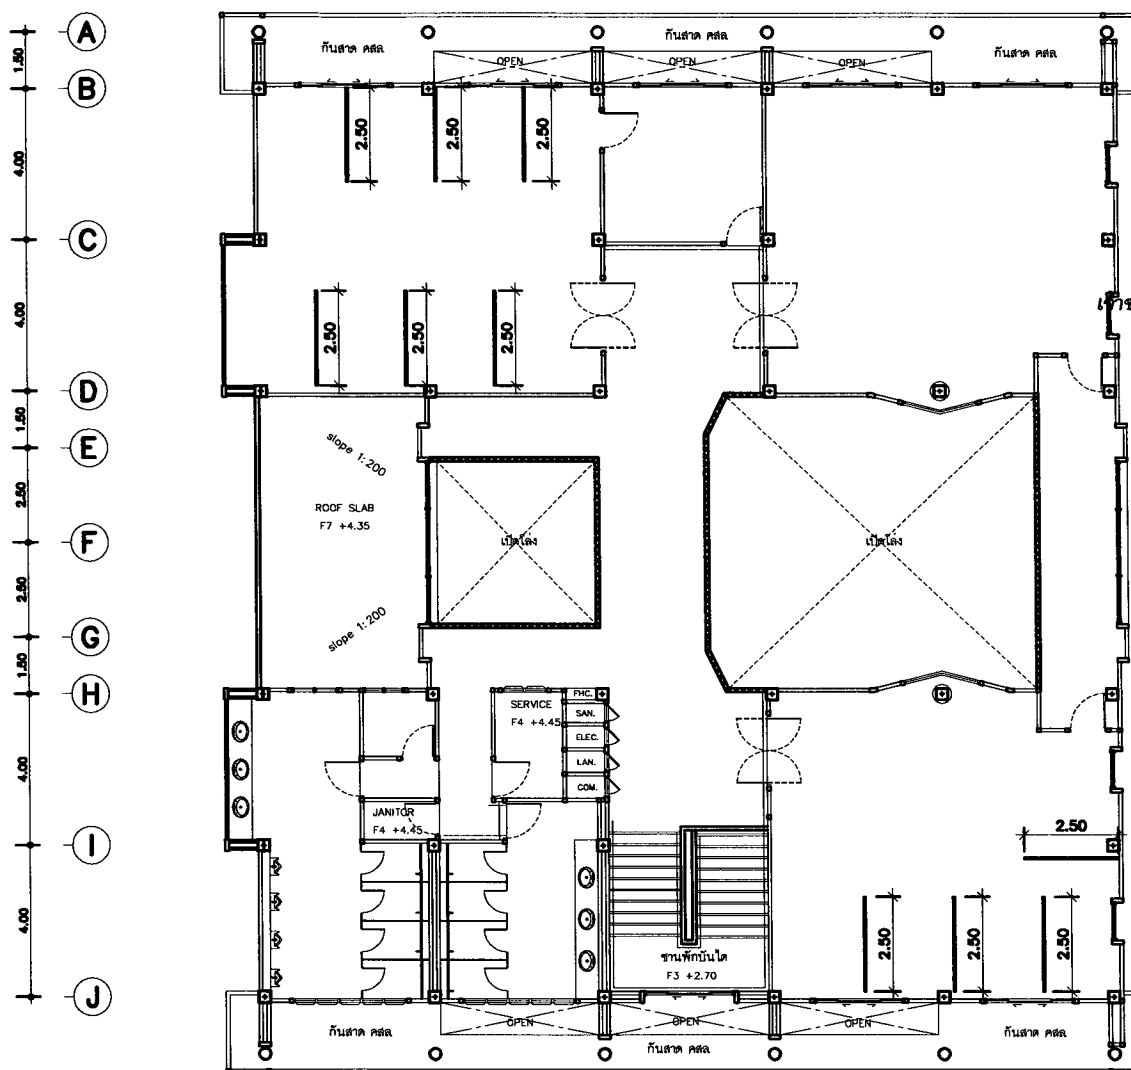 A
กันสาด คสล
กันสาด คสล
กันสาด คสล
1.50
OPEN
OPEN
OPEN
B
2.50
2.50
2.50
4.00
C
4.00
2.50
2.50
2.50
D
1.50
slope 1:200
E
2.50
ROOF SLAB
F7 +4.35
F
เปิดโล่ง
เปิดโล่ง
2.50
slope 1:200
G
1.50
H
FHC.
SERVICE
SAN.
F4 +4.45
ELEC.
4.00
LAN.
COM.
JANITOR
F4 +4.45
I
2.50
4.00
2.50
2.50
2.50
ชานพักบันได
F3 +2.70
J
OPEN
OPEN
OPEN
กันสาด คสล
กันสาด คสล
กันสาด คสล